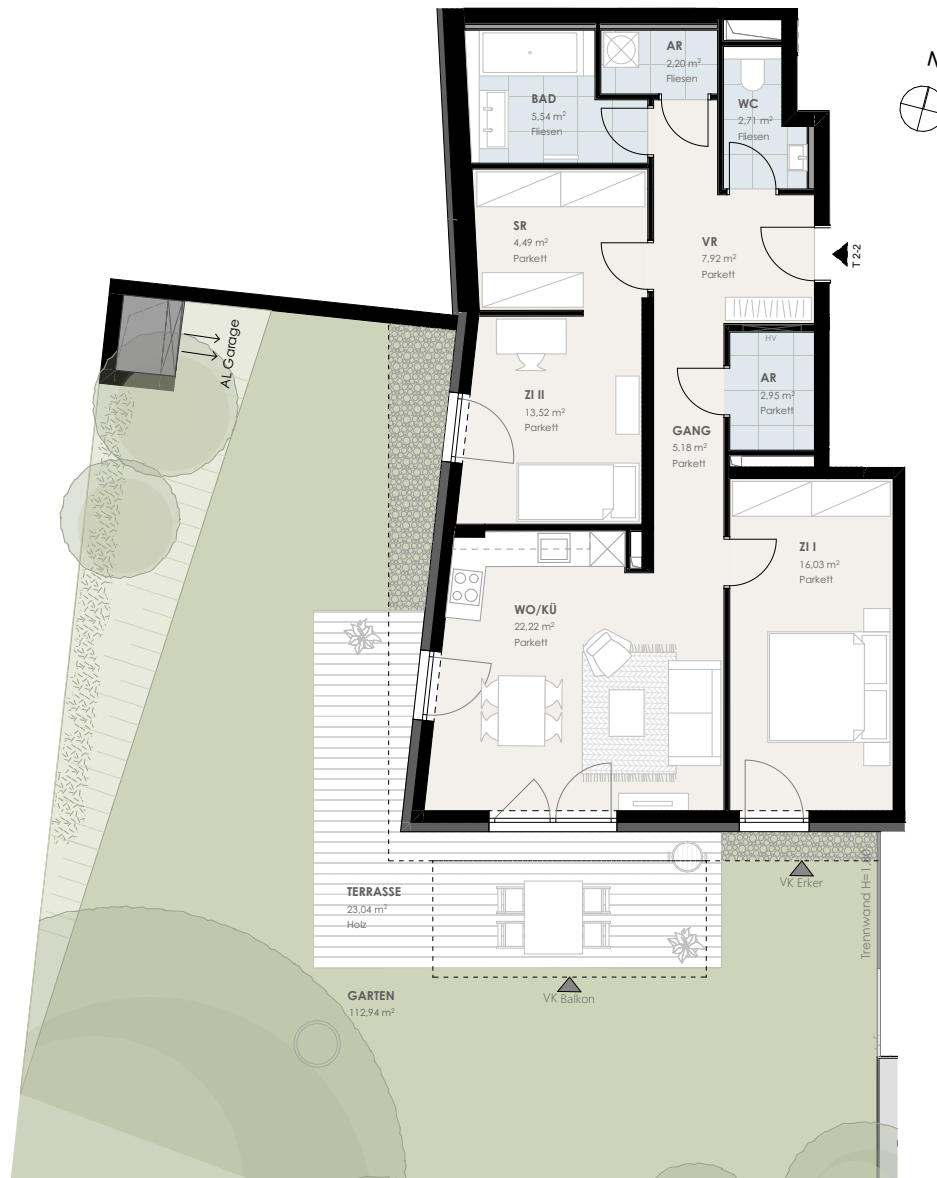 AR
2,20 m²
Fliesen
N
BAD
5,54 m²
Fliesen
WC
2,71 m²
Fliesen
SR
4,49 m²
Parkett
VR
7,92 m²
Parkett
T 2-2
HV
AL Garage
ZI II
13,52 m²
Parkett
AR
2,95 m²
Parkett
GANG
5,18 m²
Parkett
ZI I
16,03 m²
Parkett
WO/KÜ
22,22 m²
Parkett
TERRASSE
23,04 m²
Holz
VK Erker
Trennwand H=1,80
VK Balkon
GARTEN
112,94 m²